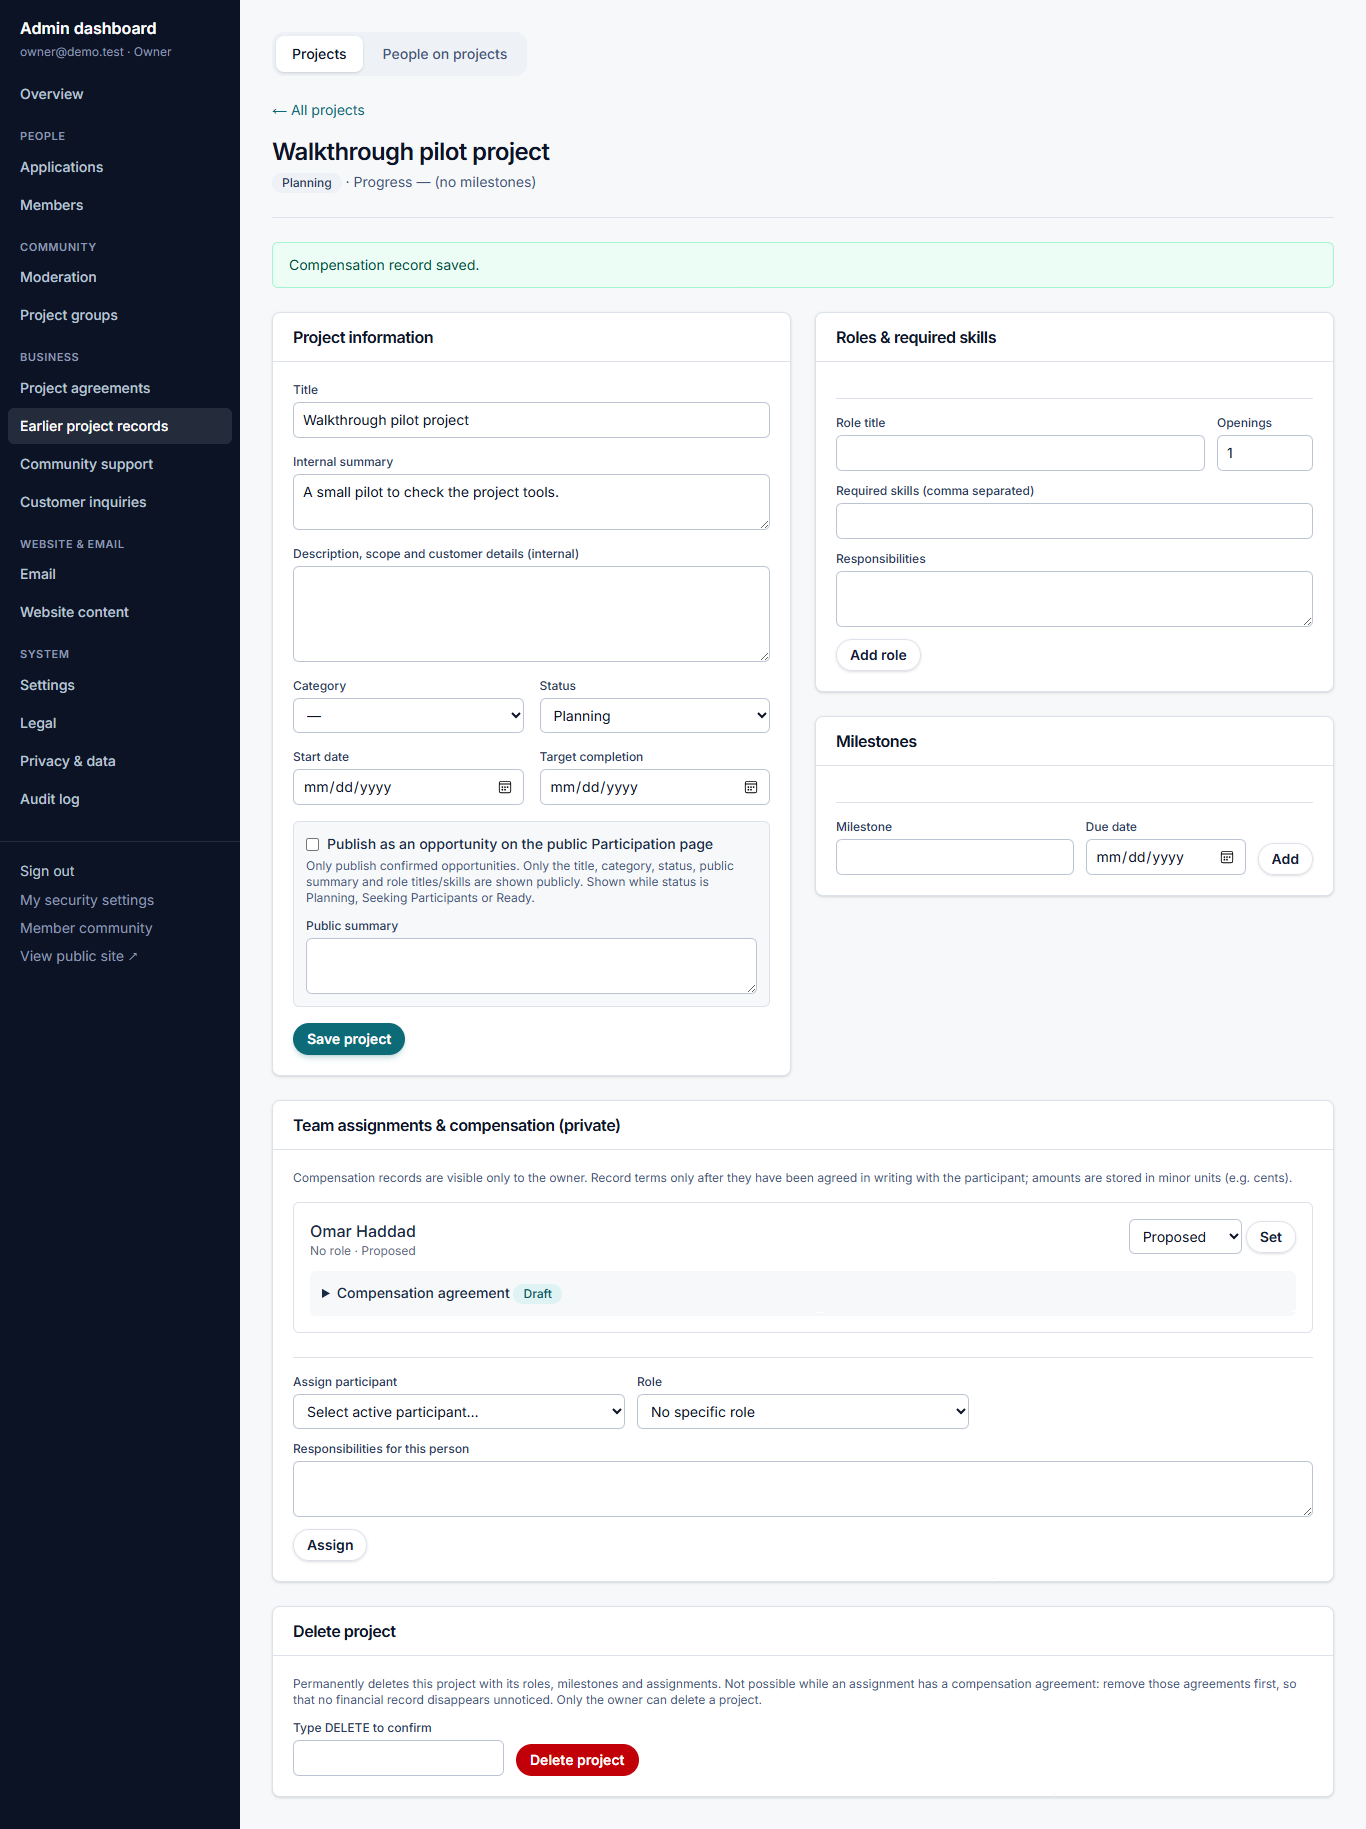 Admin dashboard
owner@demo.test · Owner
Overview
PEOPLE
Applications
Members
COMMUNITY
Moderation
Project groups
BUSINESS
Project agreements
Earlier project records
Community support
Customer inquiries
WEBSITE & EMAIL
Email
Website content
SYSTEM
Settings
Legal
Privacy & data
Audit log
Sign out
My security settings
Member community
View public site ↗
Projects
People on projects
← All projects
Walkthrough pilot project
Planning · Progress — (no milestones)
Compensation record saved.
Project information
Title
Walkthrough pilot project
Internal summary
A small pilot to check the project tools.
Description, scope and customer details (internal)
Category
Status
—
Planning
Start date
Target completion
mm/dd/yyyy
mm/dd/yyyy
Publish as an opportunity on the public Participation page
Only publish confirmed opportunities. Only the title, category, status, public
summary and role titles/skills are shown publicly. Shown while status is
Planning, Seeking Participants or Ready.
Public summary
Save project
Roles & required skills
Role title
Openings
1
Required skills (comma separated)
Responsibilities
Add role
Milestones
Milestone
Due date
mm/dd/yyyy
Add
Team assignments & compensation (private)
Compensation records are visible only to the owner. Record terms only after they have been agreed in writing with the participant; amounts are stored in minor units (e.g. cents).
Omar Haddad
No role · Proposed
Proposed
Set
▶ Compensation agreement Draft
Assign participant
Role
Select active participant...
No specific role
Responsibilities for this person
Assign
Delete project
Permanently deletes this project with its roles, milestones and assignments. Not possible while an assignment has a compensation agreement: remove those agreements first, so
that no financial record disappears unnoticed. Only the owner can delete a project.
Type DELETE to confirm
Delete project